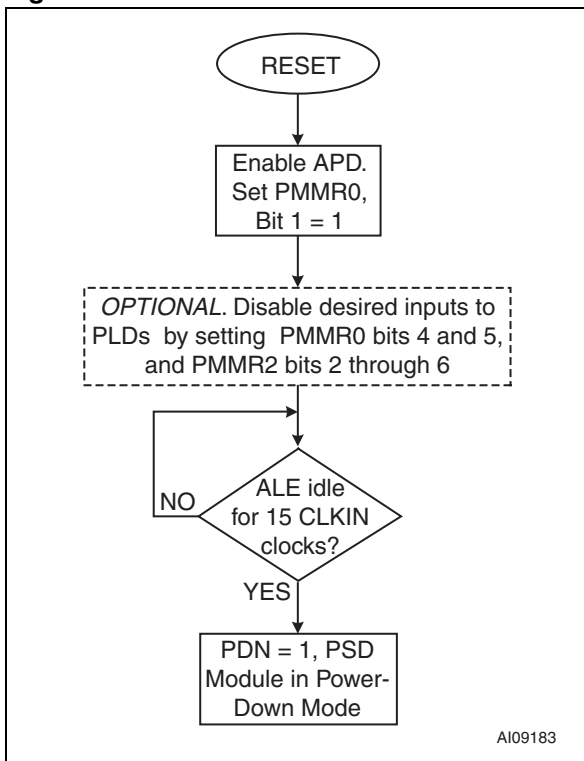 RESET
Enable APD.
Set PMMR0,
Bit 1 = 1
OPTIONAL. Disable desired inputs to
PLDs by setting PMMR0 bits 4 and 5,
and PMMR2 bits 2 through 6
ALE idle
for 15 CLKIN
clocks?
NO
YES
PDN = 1, PSD
Module in Power-
Down Mode
AI09183